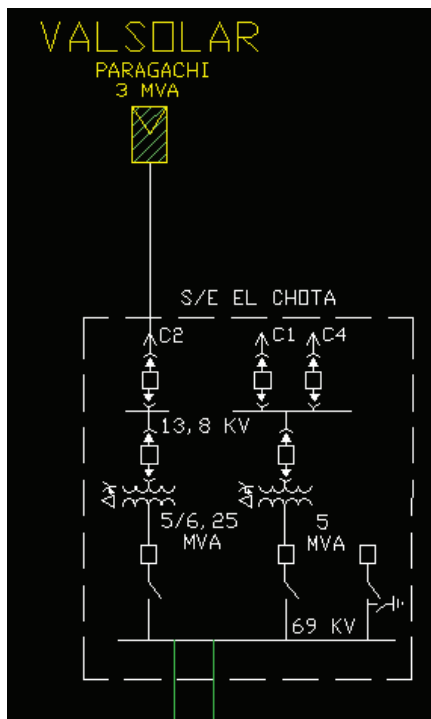 VALSOLAR
PARAGACHI
3 MVA
S/E EL CHOTA
C2
C1
C4
13,8 KV
5/6,25
MVA
5
MVA
69 KV